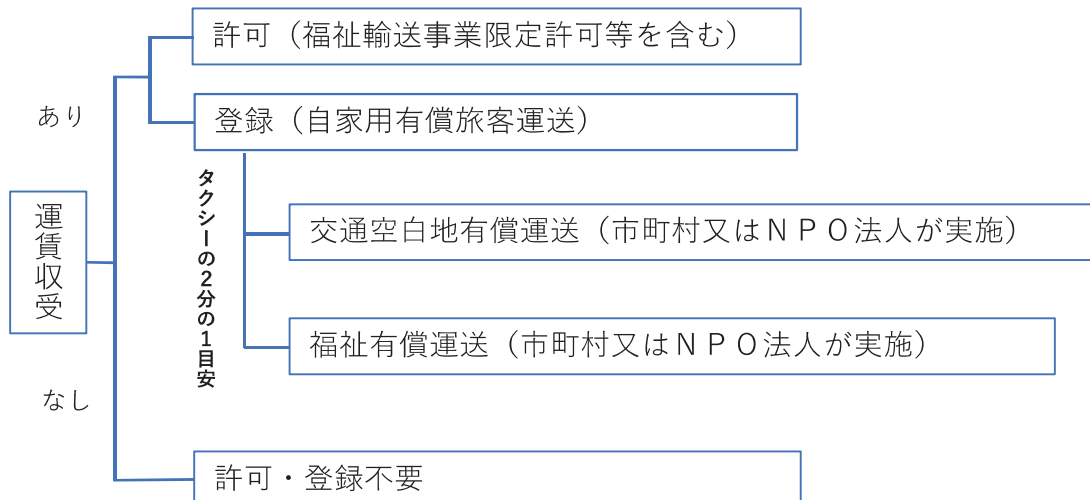 許可（福祉輸送事業限定許可等を含む）
あり
登録（自家用有償旅客運送）
タクシーの2分の1目安
運賃収受
交通空白地有償運送（市町村又はＮＰＯ法人が実施）
福祉有償運送（市町村又はＮＰＯ法人が実施）
なし
許可・登録不要